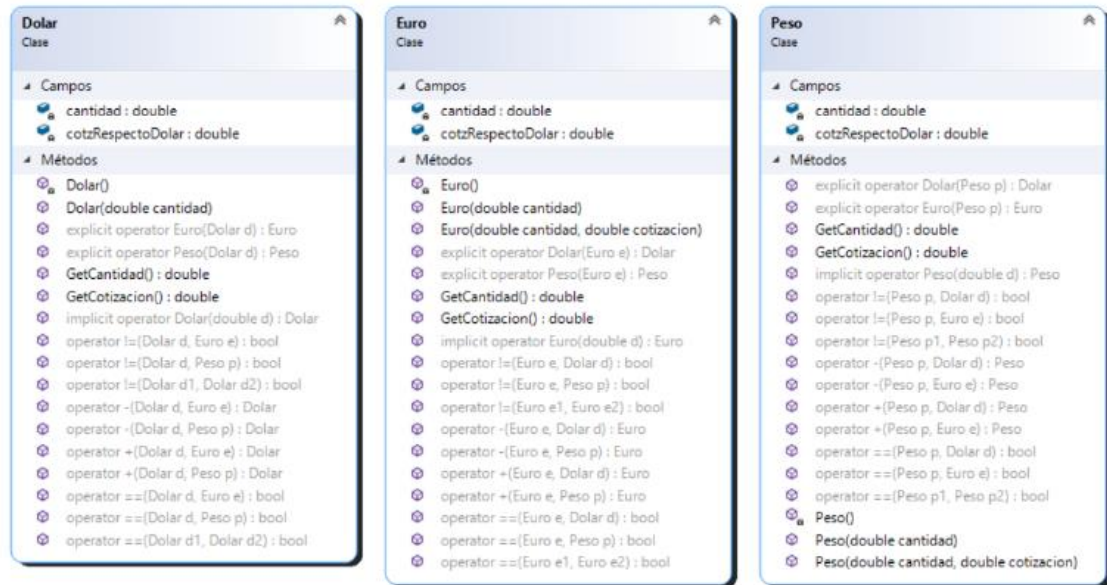 Dolar
Clase
Campos
cantidad : double
cotzRespectoDolar : double
Métodos
Dolar()
Dolar(double cantidad)
explicit operator Euro(Dolar d) : Euro
explicit operator Peso(Dolar d) : Peso
GetCantidad() : double
GetCotizacion() : double
implicit operator Dolar(double d) : Dolar
operator !=(Dolar d, Euro e) : bool
operator !=(Dolar d, Peso p) : bool
operator !=(Dolar d1, Dolar d2) : bool
operator -(Dolar d, Euro e) : Dolar
operator -(Dolar d, Peso p) : Dolar
operator +(Dolar d, Euro e) : Dolar
operator +(Dolar d, Peso p) : Dolar
operator ==(Dolar d, Euro e) : bool
operator ==(Dolar d, Peso p) : bool
operator ==(Dolar d1, Dolar d2) : bool
Euro
Clase
Campos
cantidad : double
cotzRespectoDolar : double
Métodos
Euro()
Euro(double cantidad)
Euro(double cantidad, double cotizacion)
explicit operator Dolar(Euro e) : Dolar
explicit operator Peso(Euro e) : Peso
GetCantidad() : double
GetCotizacion() : double
implicit operator Euro(double d) : Euro
operator !=(Euro e, Dolar d) : bool
operator !=(Euro e, Peso p) : bool
operator !=(Euro e1, Euro e2) : bool
operator -(Euro e, Dolar d) : Euro
operator -(Euro e, Peso p) : Euro
operator +(Euro e, Dolar d) : Euro
operator +(Euro e, Peso p) : Euro
operator ==(Euro e, Dolar d) : bool
operator ==(Euro e, Peso p) : bool
operator ==(Euro e1, Euro e2) : bool
Peso
Clase
Campos
cantidad : double
cotzRespectoDolar : double
Métodos
explicit operator Dolar(Peso p) : Dolar
explicit operator Euro(Peso p) : Euro
GetCantidad() : double
GetCotizacion() : double
implicit operator Peso(double d) : Peso
operator !=(Peso p, Dolar d) : bool
operator !=(Peso p, Euro e) : bool
operator !=(Peso p1, Peso p2) : bool
operator -(Peso p, Dolar d) : Peso
operator -(Peso p, Euro e) : Peso
operator +(Peso p, Dolar d) : Peso
operator +(Peso p, Euro e) : Peso
operator ==(Peso p, Dolar d) : bool
operator ==(Peso p, Euro e) : bool
operator ==(Peso p1, Peso p2) : bool
Peso()
Peso(double cantidad)
Peso(double cantidad, double cotizacion)